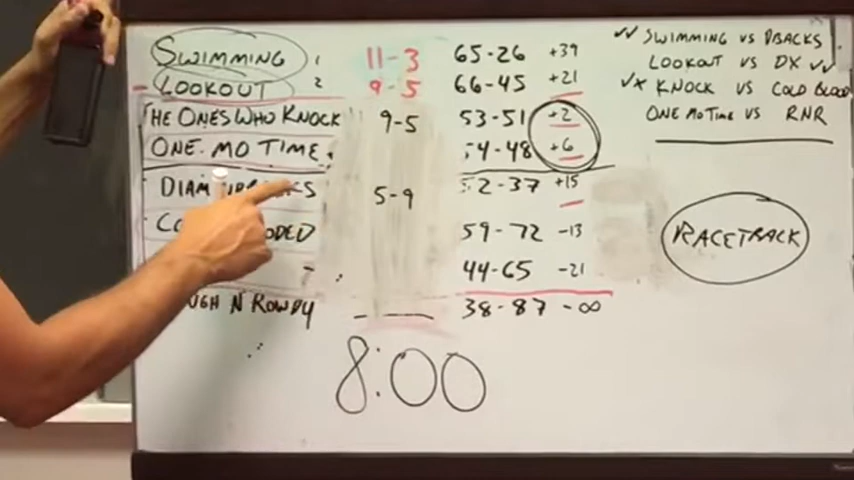 SWIMMING 1 11-3 65-26 +39
LOOKOUT 2 9-5 66-45 +21
THE ONES WHO KNOCK 9-5 53-51 +2
ONE MO TIME 54-48 +6
5-9 52-37 +15
59-72 -13
44-65 -21
N ROWDY 38-87 -∞
8:00
✓✓ SWIMMING VS DBACKS
LOOKOUT VS DX ✓✓
✓x KNOCK VS COLD BLOOD
ONE MO TIME VS RNR
RACETRACK